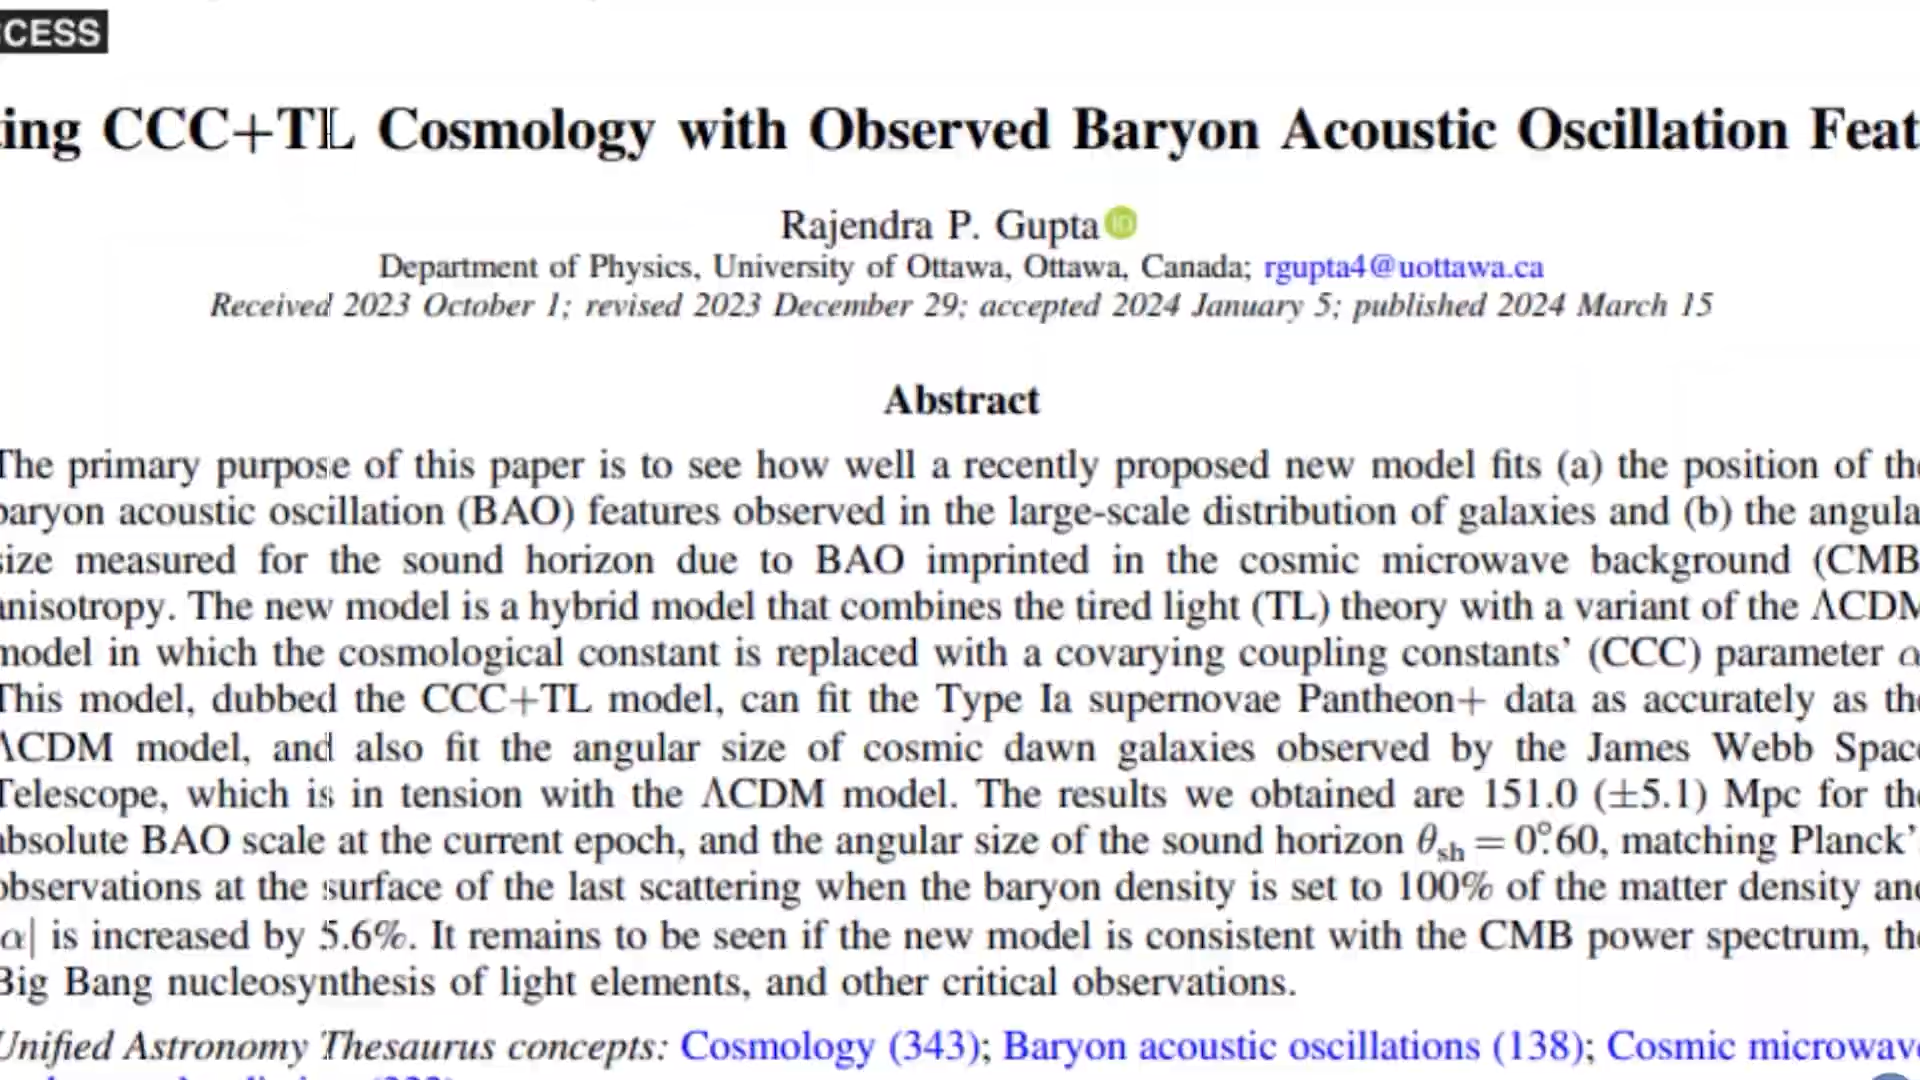 CESS
ing CCC+TL Cosmology with Observed Baryon Acoustic Oscillation Feat
Rajendra P. Gupta iD
Department of Physics, University of Ottawa, Ottawa, Canada; rgupta4@uottawa.ca
Received 2023 October 1; revised 2023 December 29; accepted 2024 January 5; published 2024 March 15
Abstract
The primary purpose of this paper is to see how well a recently proposed new model fits (a) the position of the
baryon acoustic oscillation (BAO) features observed in the large-scale distribution of galaxies and (b) the angula
size measured for the sound horizon due to BAO imprinted in the cosmic microwave background (CMB
anisotropy. The new model is a hybrid model that combines the tired light (TL) theory with a variant of the ΛCDM
model in which the cosmological constant is replaced with a covarying coupling constants’ (CCC) parameter α
This model, dubbed the CCC+TL model, can fit the Type Ia supernovae Pantheon+ data as accurately as the
ΛCDM model, and also fit the angular size of cosmic dawn galaxies observed by the James Webb Space
Telescope, which is in tension with the ΛCDM model. The results we obtained are 151.0 (±5.1) Mpc for the
absolute BAO scale at the current epoch, and the angular size of the sound horizon θsh = 0°.60, matching Planck’
observations at the surface of the last scattering when the baryon density is set to 100% of the matter density and
|α| is increased by 5.6%. It remains to be seen if the new model is consistent with the CMB power spectrum, the
Big Bang nucleosynthesis of light elements, and other critical observations.
Unified Astronomy Thesaurus concepts: Cosmology (343); Baryon acoustic oscillations (138); Cosmic microwave